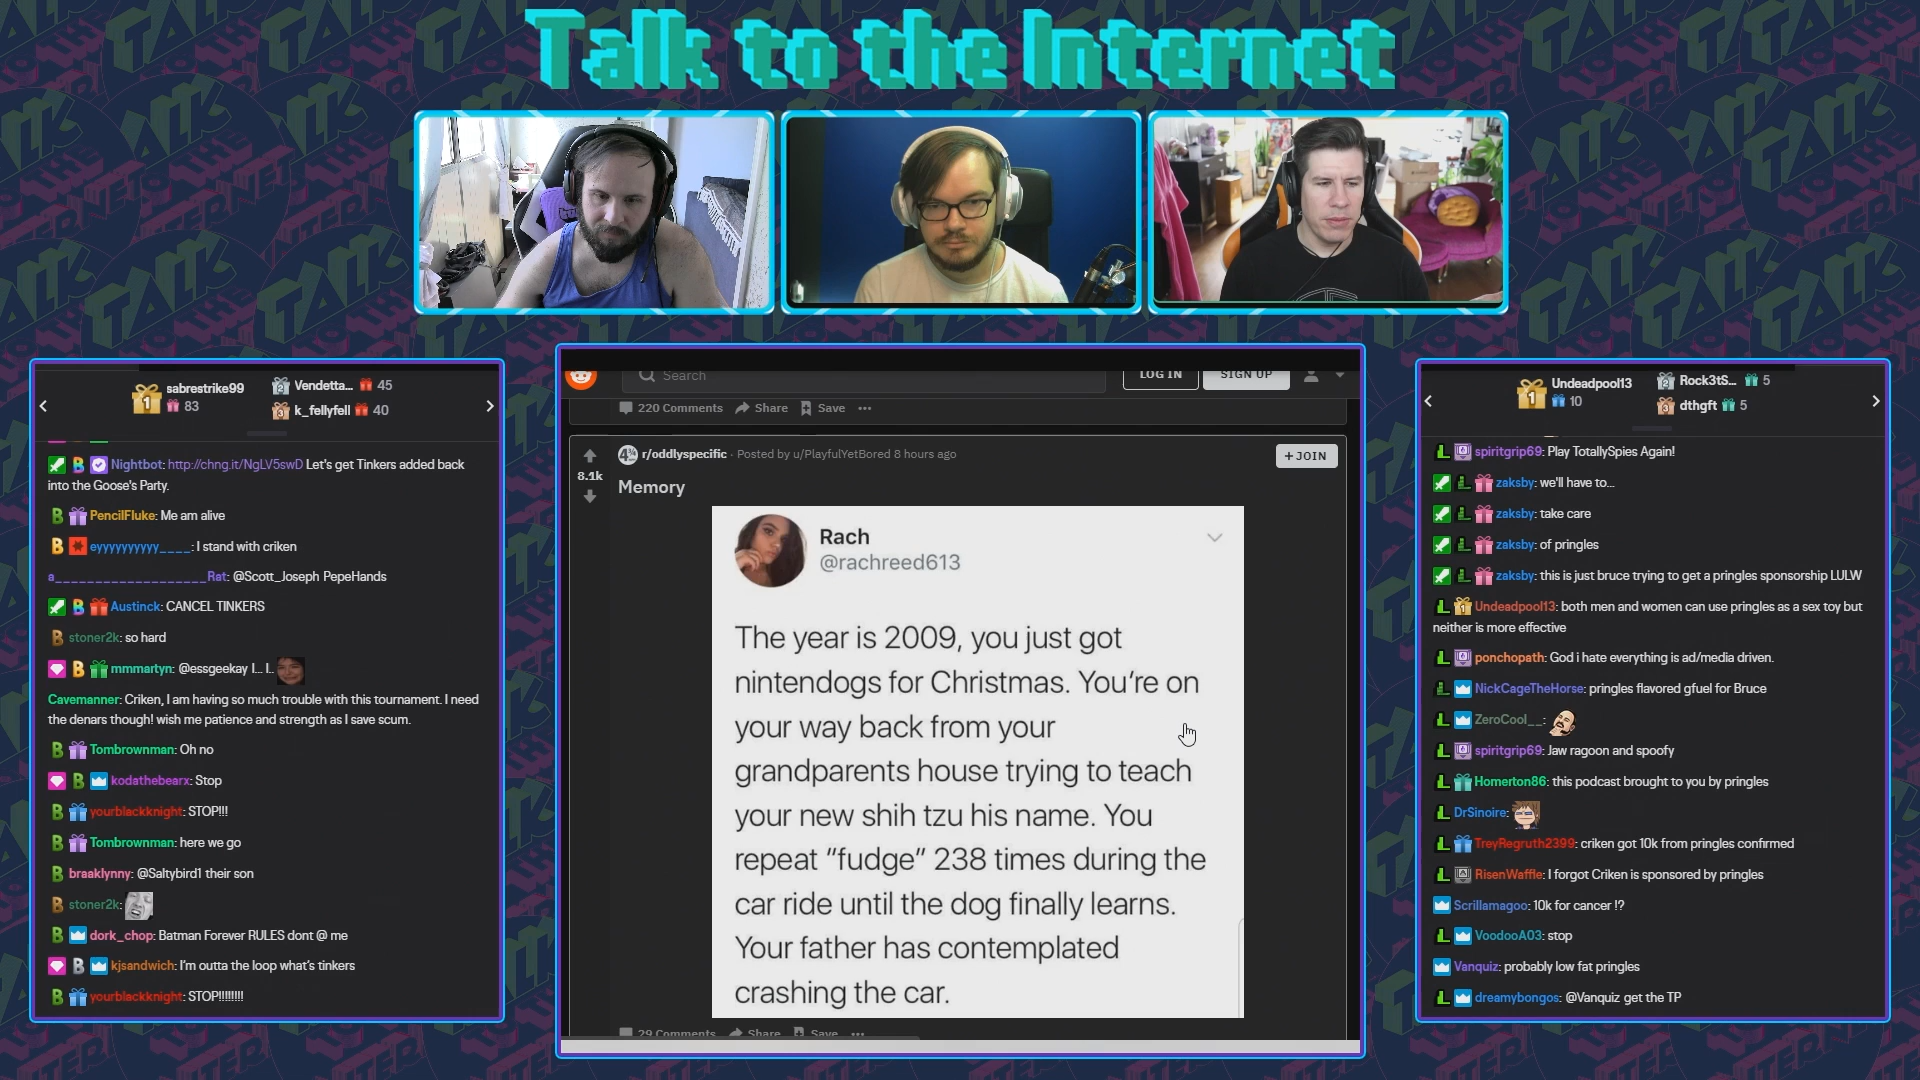 Talk to the Internet
sabrestrike99
83
Vendetta... 45
k_fellyfell 40
Nightbot: http://chng.it/NgLV5swD Let's get Tinkers added back
into the Goose's Party.
PencilFluke: Me am alive
eyyyyyyyyyy____: I stand with criken
Rat: @Scott_Joseph PepeHands
Austinck: CANCEL TINKERS
stoner2k: so hard
mmmartyn: @essgeekay I... I..
Cavemanner: Criken, I am having so much trouble with this tournament. I need
the denars though! wish me patience and strength as I save scum.
Tombrownman: Oh no
kodathebearx: Stop
yourblackknight: STOP!!!
Tombrownman: here we go
braaklynny: @Saltybird1 their son
stoner2k:
dork_chop: Batman Forever RULES dont @ me
kjsandwich: I'm outta the loop what's tinkers
yourblackknight: STOP!!!!!!!!
Search
LOG IN
SIGN UP
220 Comments Share Save
r/oddlyspecific · Posted by u/PlayfulYetBored 8 hours ago
+ JOIN
8.1k
Memory
Rach
@rachreed613
The year is 2009, you just got
nintendogs for Christmas. You're on
your way back from your
grandparents house trying to teach
your new shih tzu his name. You
repeat "fudge" 238 times during the
car ride until the dog finally learns.
Your father has contemplated
crashing the car.
29 Comments Share Save
Undeadpool13
10
Rock3tS... 5
dthgft 5
spiritgrip69: Play TotallySpies Again!
zaksby: we'll have to...
zaksby: take care
zaksby: of pringles
zaksby: this is just bruce trying to get a pringles sponsorship LULW
Undeadpool13: both men and women can use pringles as a sex toy but
neither is more effective
ponchopath: God i hate everything is ad/media driven.
NickCageTheHorse: pringles flavored gfuel for Bruce
ZeroCool__:
spiritgrip69: Jaw ragoon and spoofy
Homerton86: this podcast brought to you by pringles
DrSinoire:
TreyRegruth2399: criken got 10k from pringles confirmed
RisenWaffle: I forgot Criken is sponsored by pringles
Scrillamagoo: 10k for cancer !?
VoodooA03: stop
Vanquiz: probably low fat pringles
dreamybongos: @Vanquiz get the TP